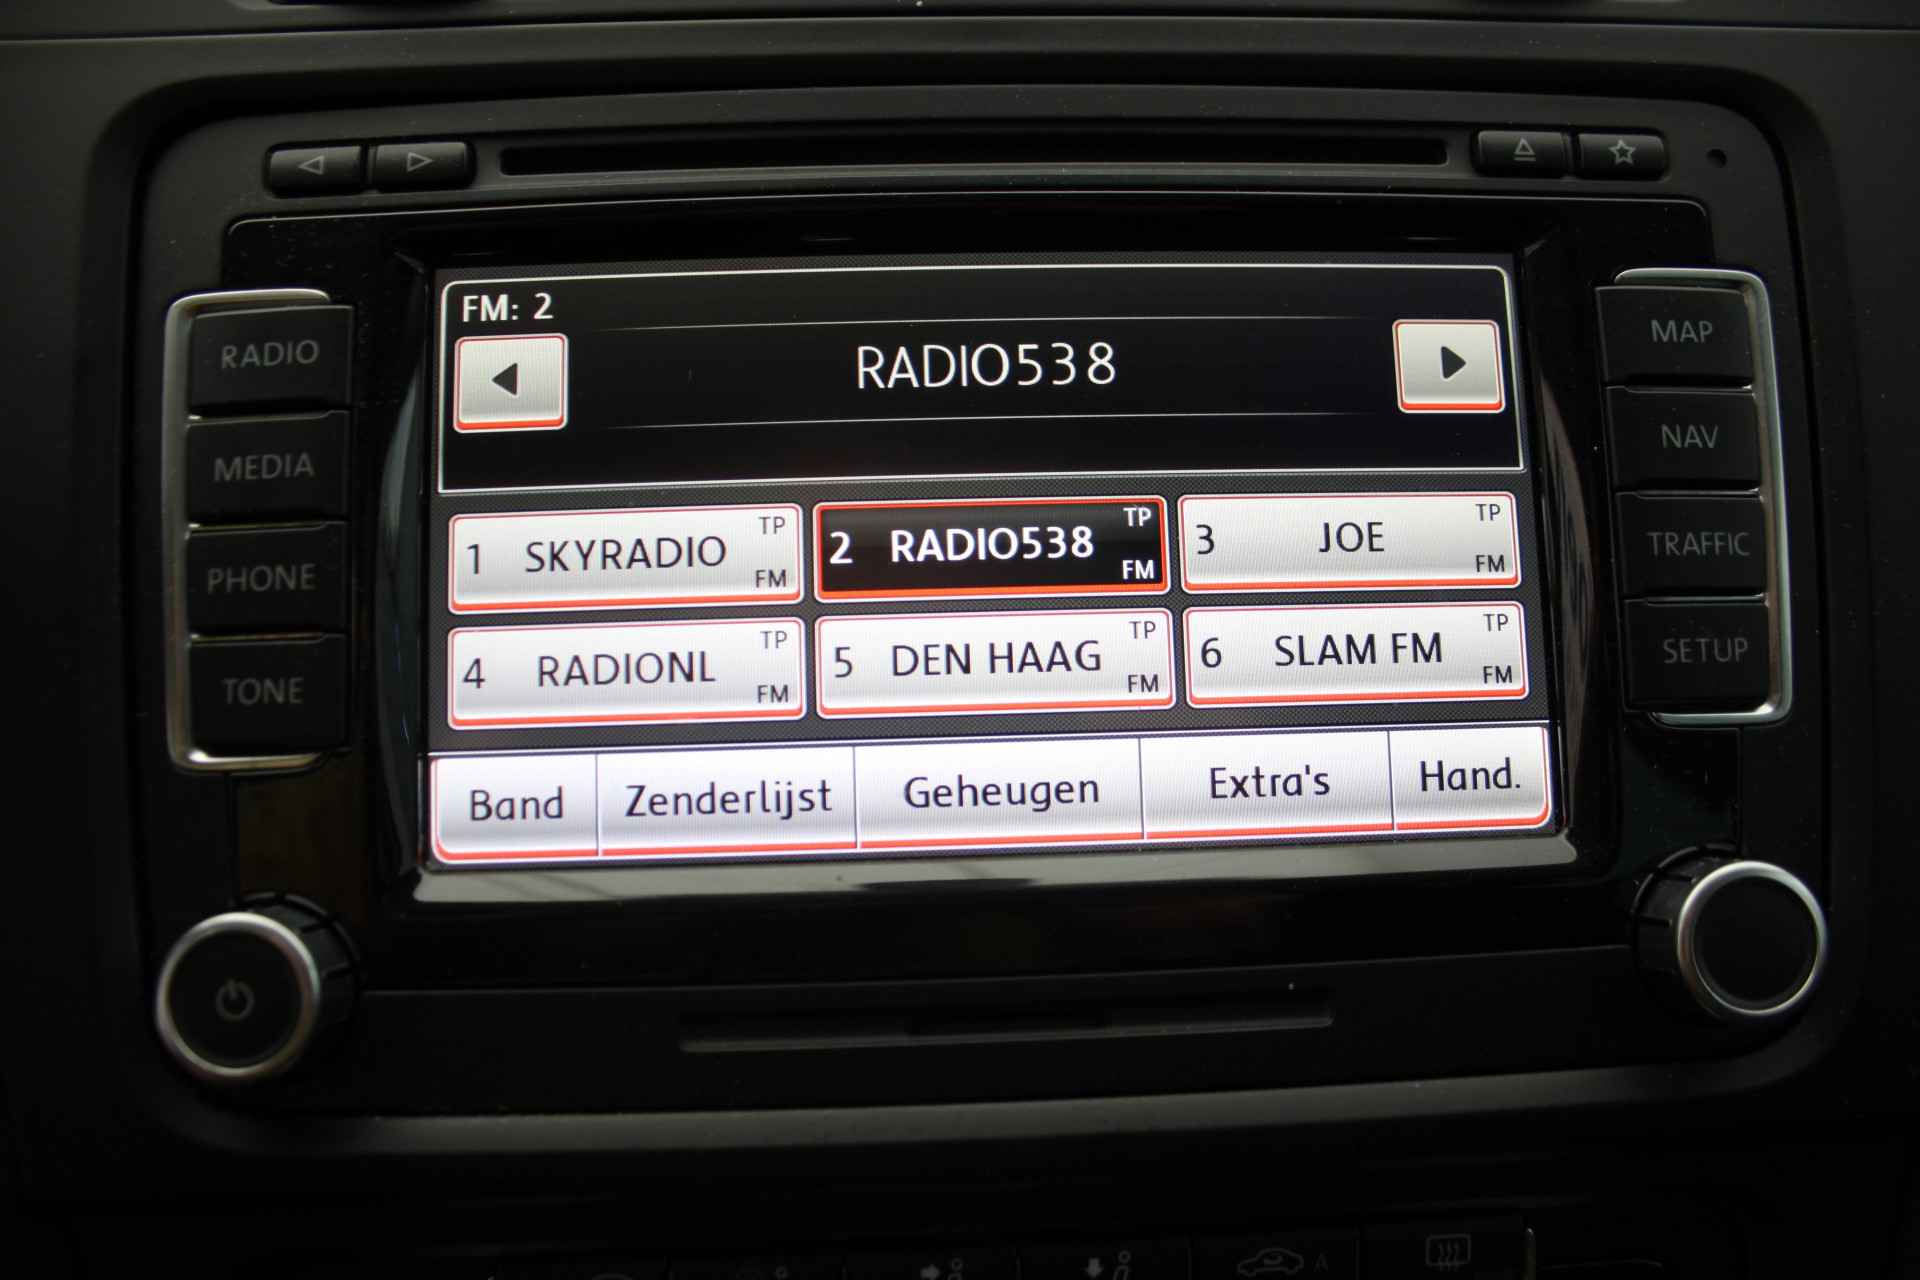 FM: 2
RADIO538
1 SKYRADIO TP FM
2 RADIO538 TP FM
3 JOE TP FM
4 RADIONL TP FM
5 DEN HAAG TP FM
6 SLAM FM TP FM
Band Zenderlijst Geheugen Extra's Hand.
RADIO
MEDIA
PHONE
TONE
MAP
NAV
TRAFFIC
SETUP
A